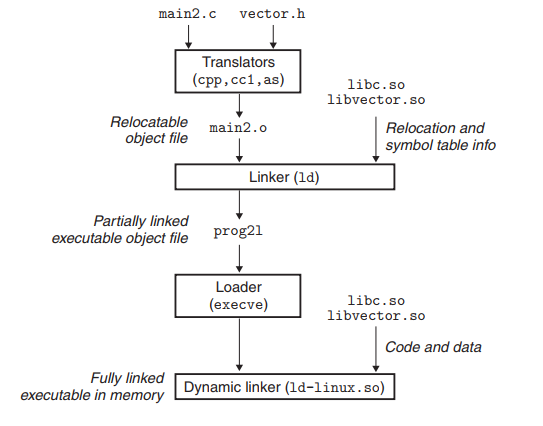 main2.c vector.h
Translators
(cpp,cc1,as)
libc.so
libvector.so
Relocatable
object file
main2.o
Relocation and
symbol table info
Linker (ld)
Partially linked
executable object file
prog2l
Loader
(execve)
libc.so
libvector.so
Code and data
Fully linked
executable in memory
Dynamic linker (ld-linux.so)